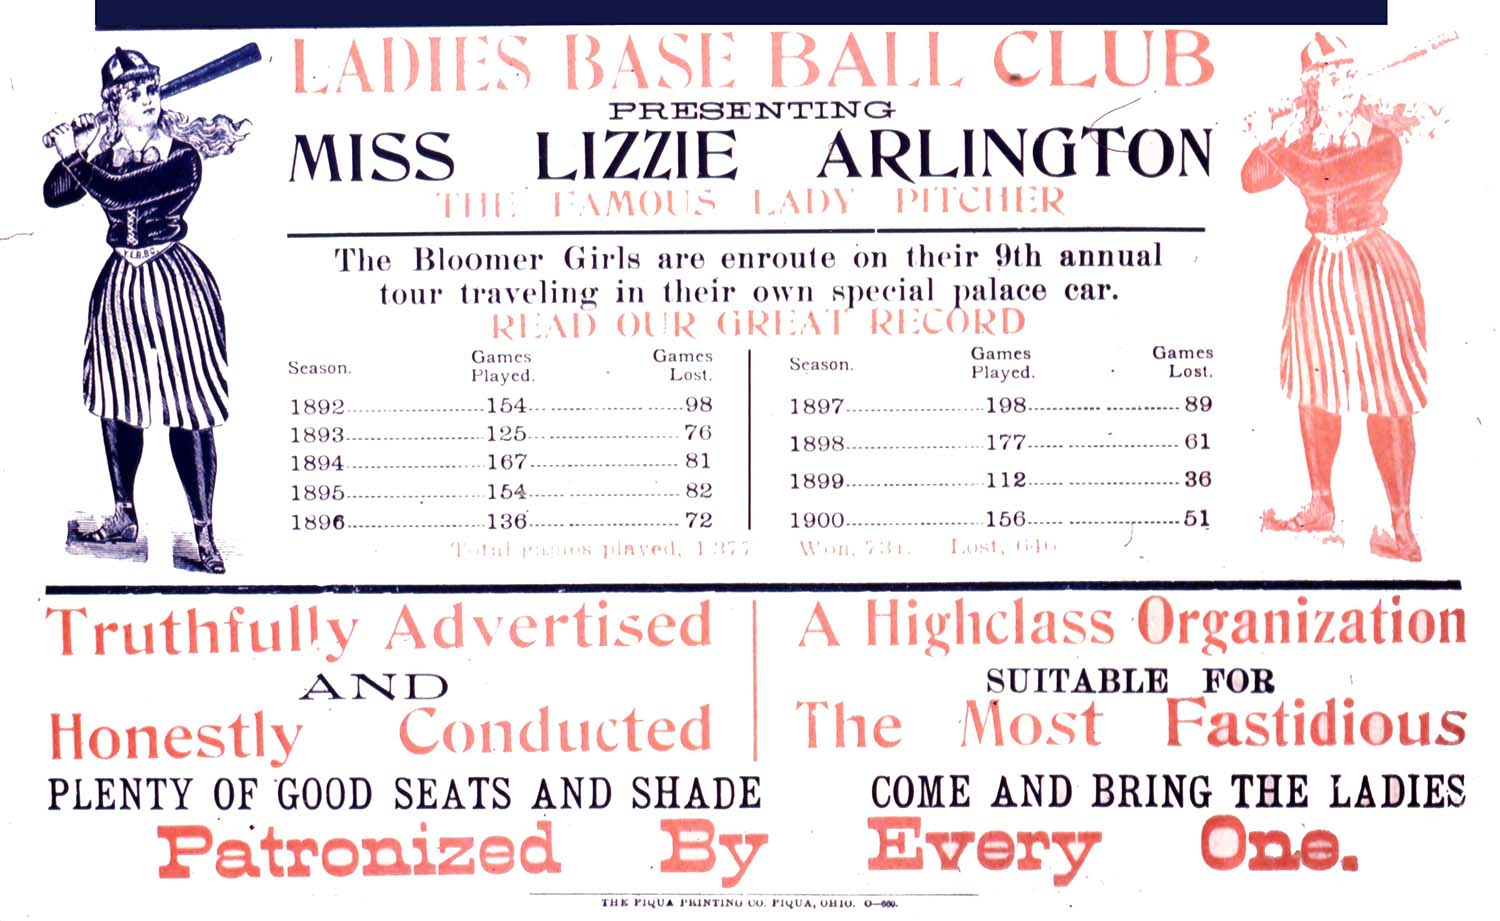 LADIES BASE BALL CLUB
PRESENTING
MISS LIZZIE ARLINGTON
THE FAMOUS LADY PITCHER
The Bloomer Girls are enroute on their 9th annual
tour traveling in their own special palace car.
READ OUR GREAT RECORD
Season. Games Played. Games Lost.
1892 154 98
1893 125 76
1894 167 81
1895 154 82
1896 136 72
Season. Games Played. Games Lost.
1897 198 89
1898 177 61
1899 112 36
1900 156 51
Total games played, 1377 Won, 731. Lost, 646
Truthfully Advertised
AND
Honestly Conducted
A Highclass Organization
SUITABLE FOR
The Most Fastidious
PLENTY OF GOOD SEATS AND SHADE
COME AND BRING THE LADIES
Patronized By Every One.
THE PIQUA PRINTING CO. PIQUA, OHIO.